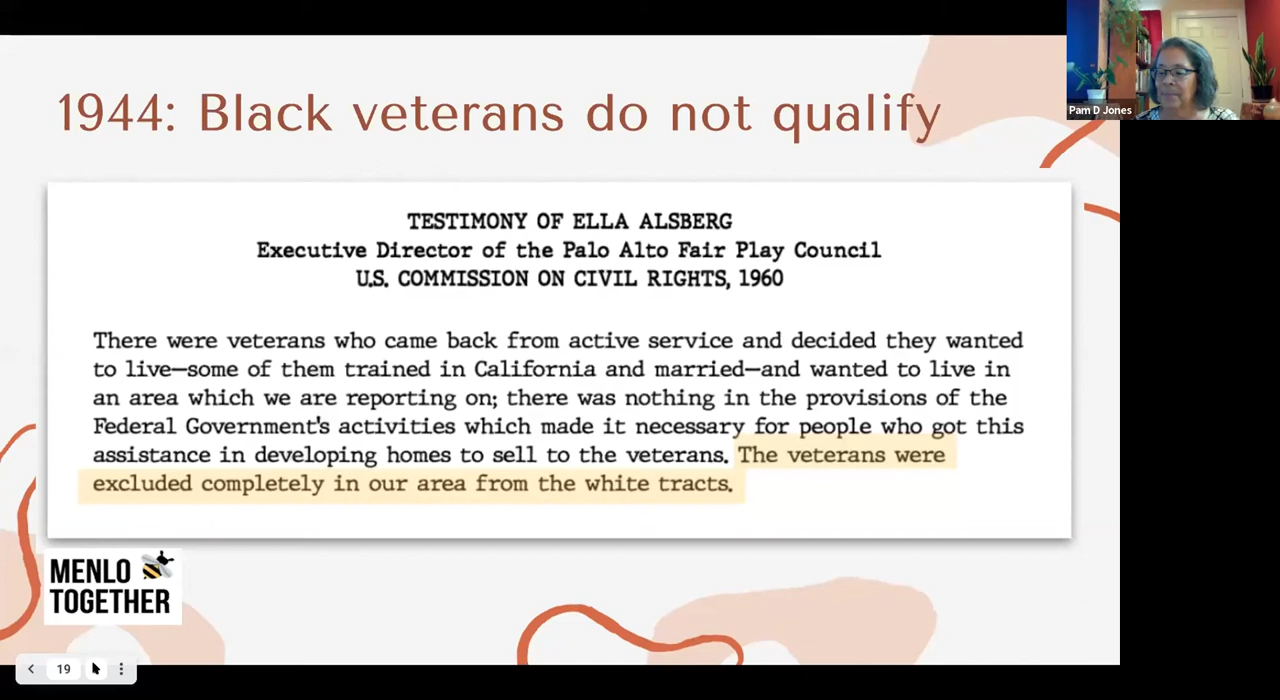 Pam D Jones
1944: Black veterans do not qualify
TESTIMONY OF ELLA ALSBERG
Executive Director of the Palo Alto Fair Play Council
U.S. COMMISSION ON CIVIL RIGHTS, 1960
There were veterans who came back from active service and decided they wanted
to live—some of them trained in California and married—and wanted to live in
an area which we are reporting on; there was nothing in the provisions of the
Federal Government's activities which made it necessary for people who got this
assistance in developing homes to sell to the veterans. The veterans were
excluded completely in our area from the white tracts.
MENLO
TOGETHER
19